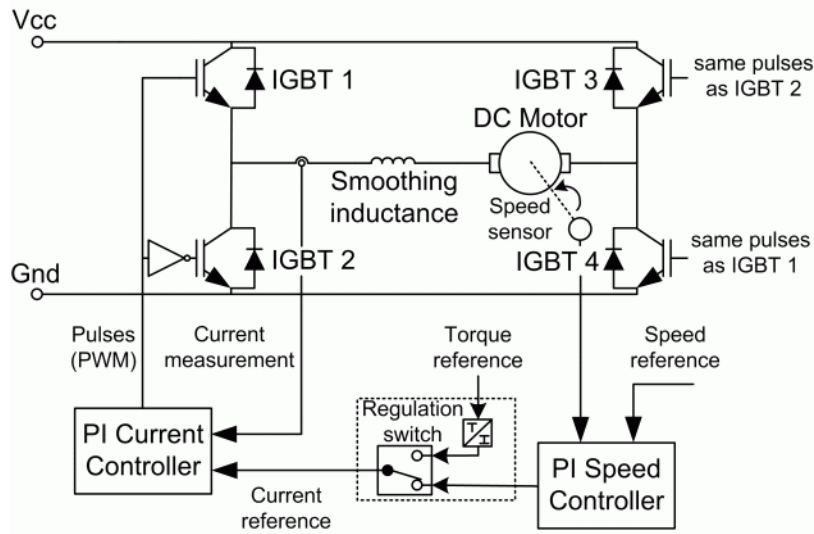 Vcc
IGBT 1
IGBT 3
same pulses
as IGBT 2
DC Motor
Smoothing
inductance
Speed
sensor
IGBT 2
IGBT 4
same pulses
as IGBT 1
Gnd
Pulses
(PWM)
Current
measurement
Torque
reference
Speed
reference
Regulation
switch
T
I
PI Current
Controller
PI Speed
Controller
Current
reference